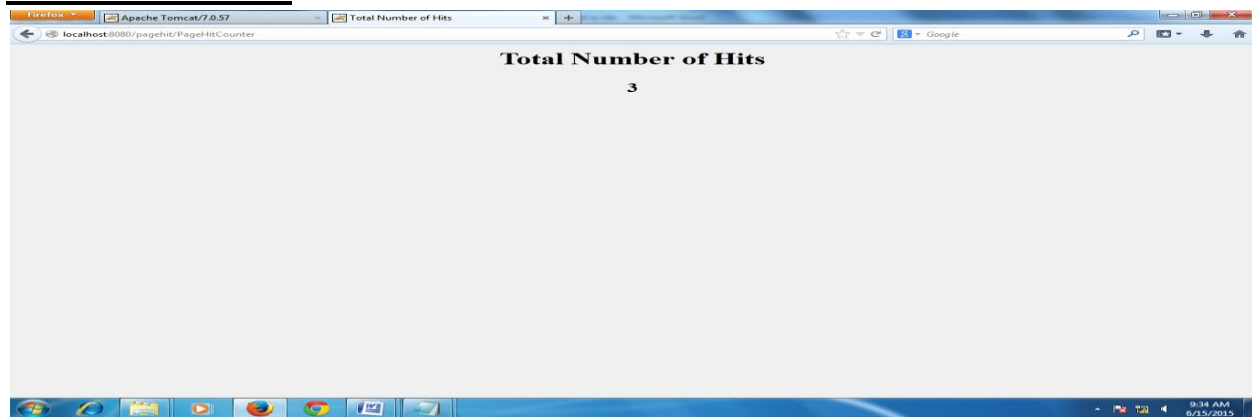 Firefox
Apache Tomcat/7.0.57
Total Number of Hits
localhost:8080/pagehit/PageHitCounter
Google
Total Number of Hits
3
9:34 AM
6/15/2015